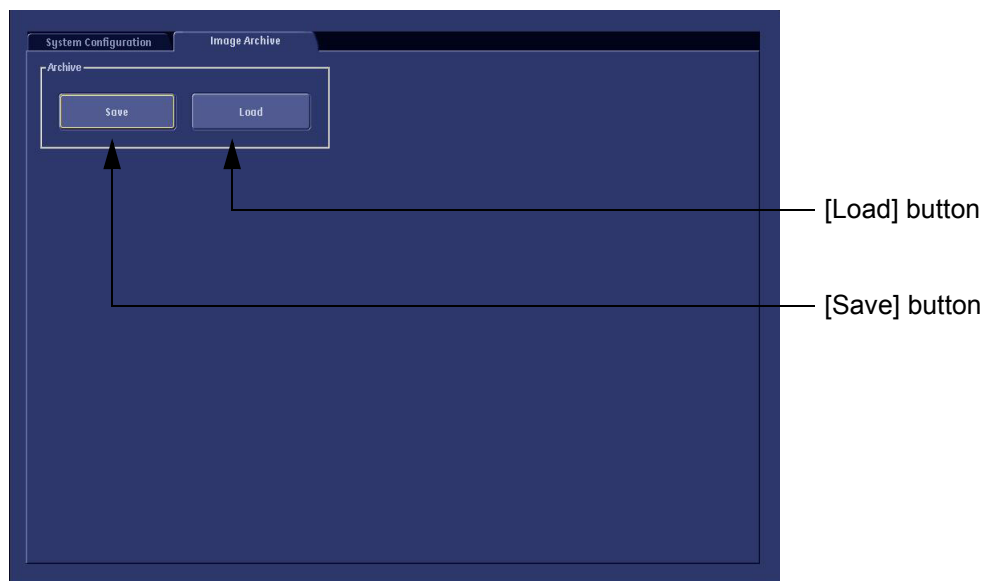 System Configuration
Image Archive
Archive
Save
Load
[Load] button
[Save] button